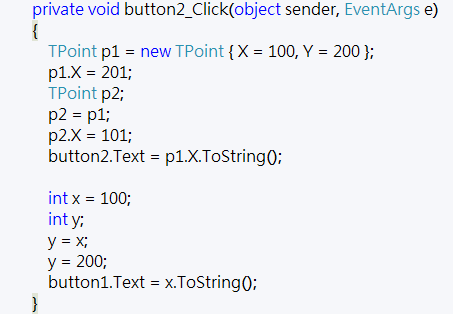 private void button2_Click(object sender, EventArgs e)
{
TPoint p1 = new TPoint { X = 100, Y = 200 };
p1.X = 201;
TPoint p2;
p2 = p1;
p2.X = 101;
button2.Text = p1.X.ToString();
int x = 100;
int y;
y = x;
y = 200;
button1.Text = x.ToString();
}